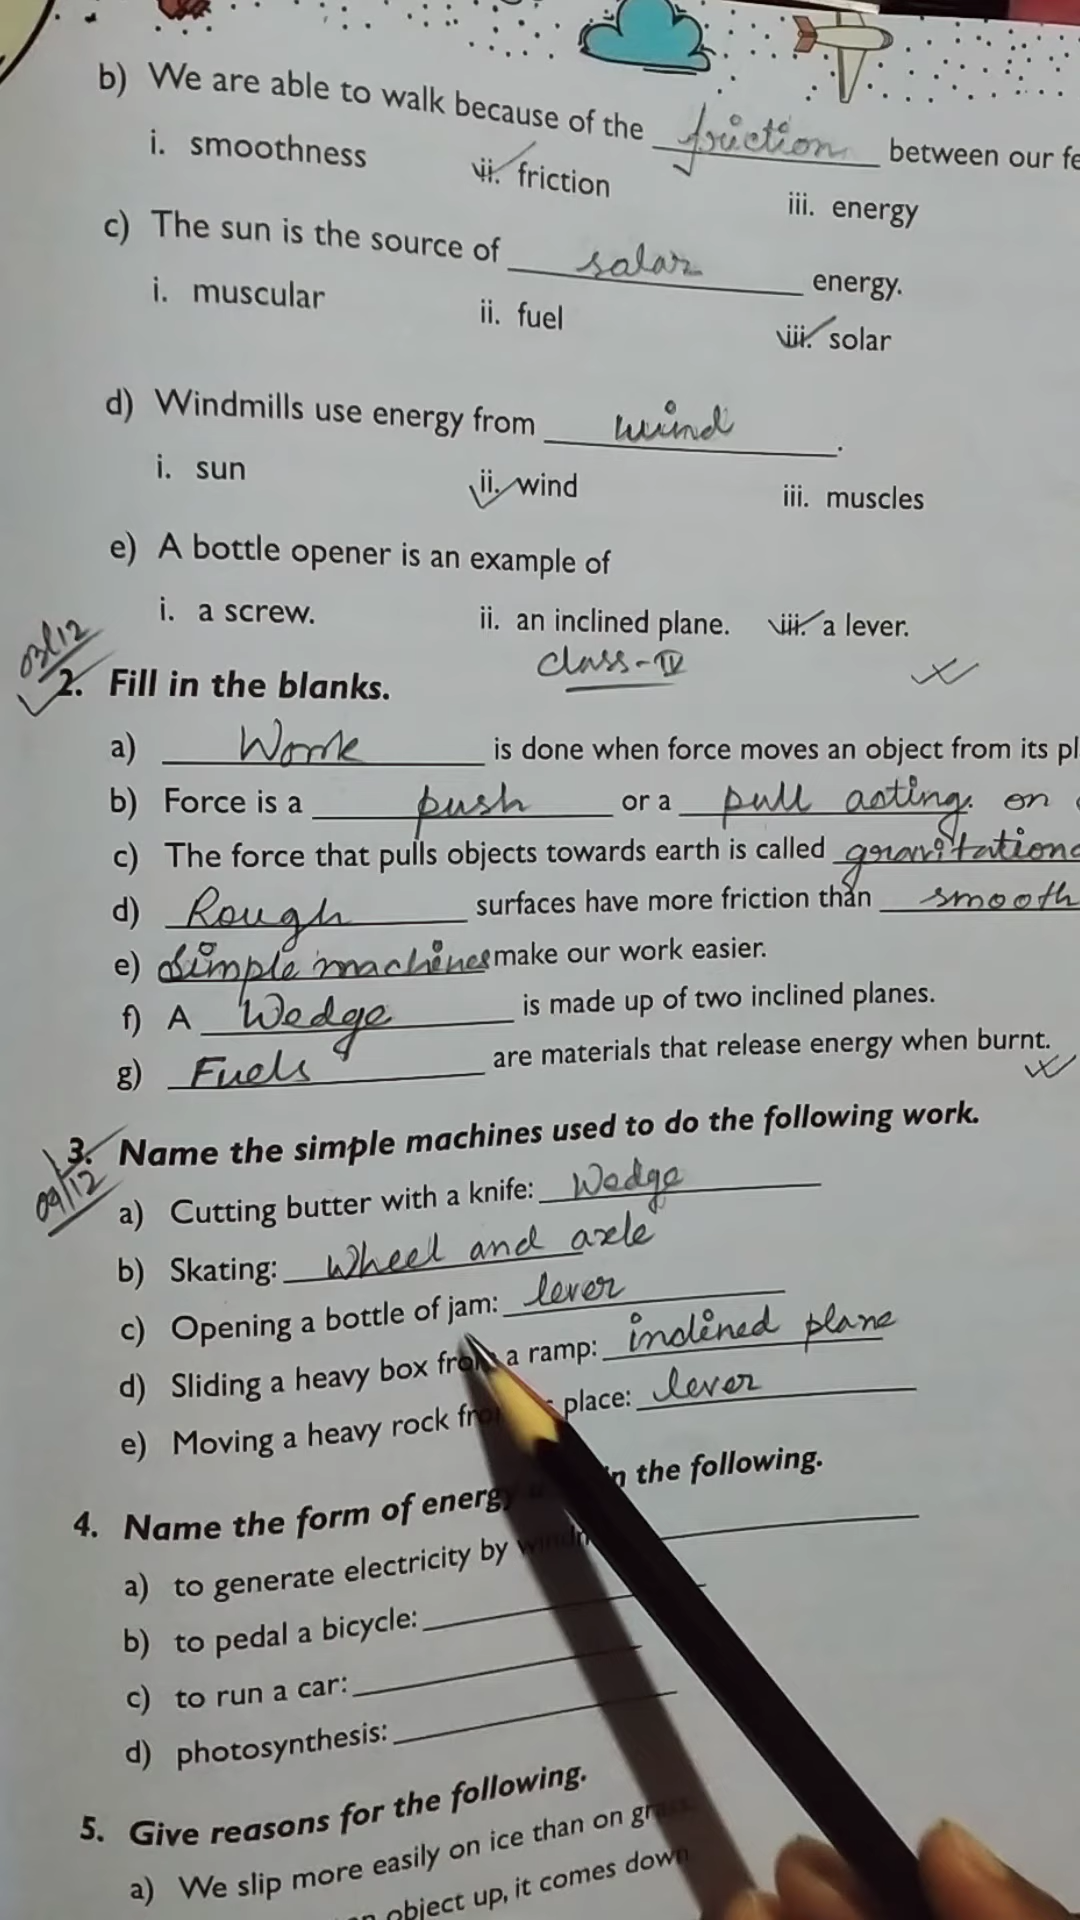 b) We are able to walk because of the friction between our fe
i. smoothness ii. friction iii. energy
c) The sun is the source of solar energy.
i. muscular ii. fuel iii. solar
d) Windmills use energy from wind.
i. sun ii. wind iii. muscles
e) A bottle opener is an example of
i. a screw. ii. an inclined plane. iii. a lever.
03/12
Class-IV
2. Fill in the blanks.
a) Work is done when force moves an object from its pl
b) Force is a push or a pull acting. on
c) The force that pulls objects towards earth is called gravitation
d) Rough surfaces have more friction than smooth
e) Simple machines make our work easier.
f) A Wedge is made up of two inclined planes.
g) Fuels are materials that release energy when burnt.
3. Name the simple machines used to do the following work.
09/12
a) Cutting butter with a knife: Wedge
b) Skating: Wheel and axle
c) Opening a bottle of jam: lever
d) Sliding a heavy box from a ramp: inclined plane
e) Moving a heavy rock place: lever
4. Name the form of energy in the following.
a) to generate electricity by
b) to pedal a bicycle:
c) to run a car:
d) photosynthesis:
5. Give reasons for the following.
a) We slip more easily on ice than on
object up, it comes down